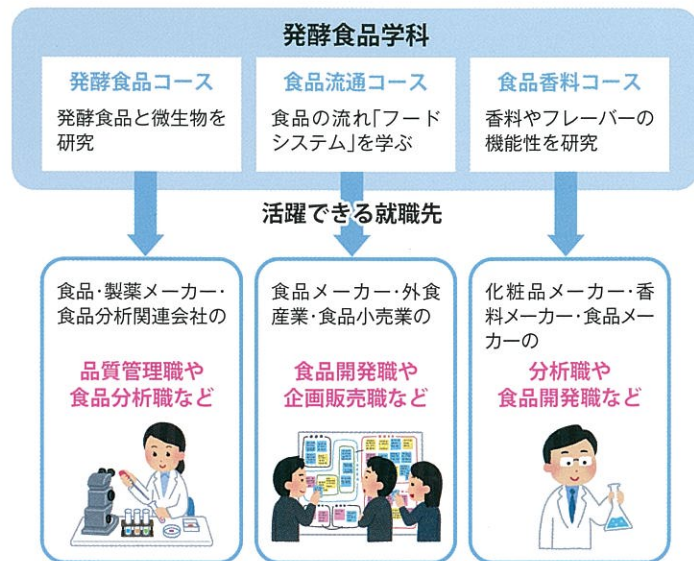 発酵食品学科
発酵食品コース
発酵食品と微生物を
研究
食品流通コース
食品の流れ「フード
システム」を学ぶ
食品香料コース
香料やフレーバーの
機能性を研究
活躍できる就職先
食品・製薬メーカー・
食品分析関連会社の
品質管理職や
食品分析職など
食品メーカー・外食
産業・食品小売業の
食品開発職や
企画販売職など
化粧品メーカー・香
料メーカー・食品メー
カーの
分析職や
食品開発職など